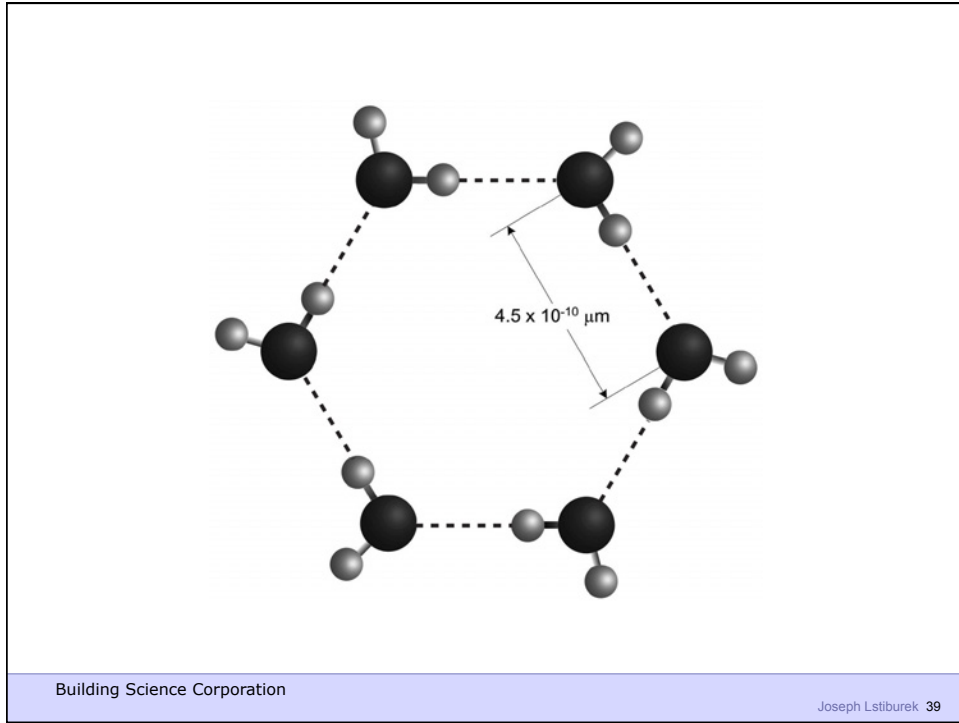 4.5 x 10⁻¹⁰ μm
Building Science Corporation
Joseph Lstiburek 39